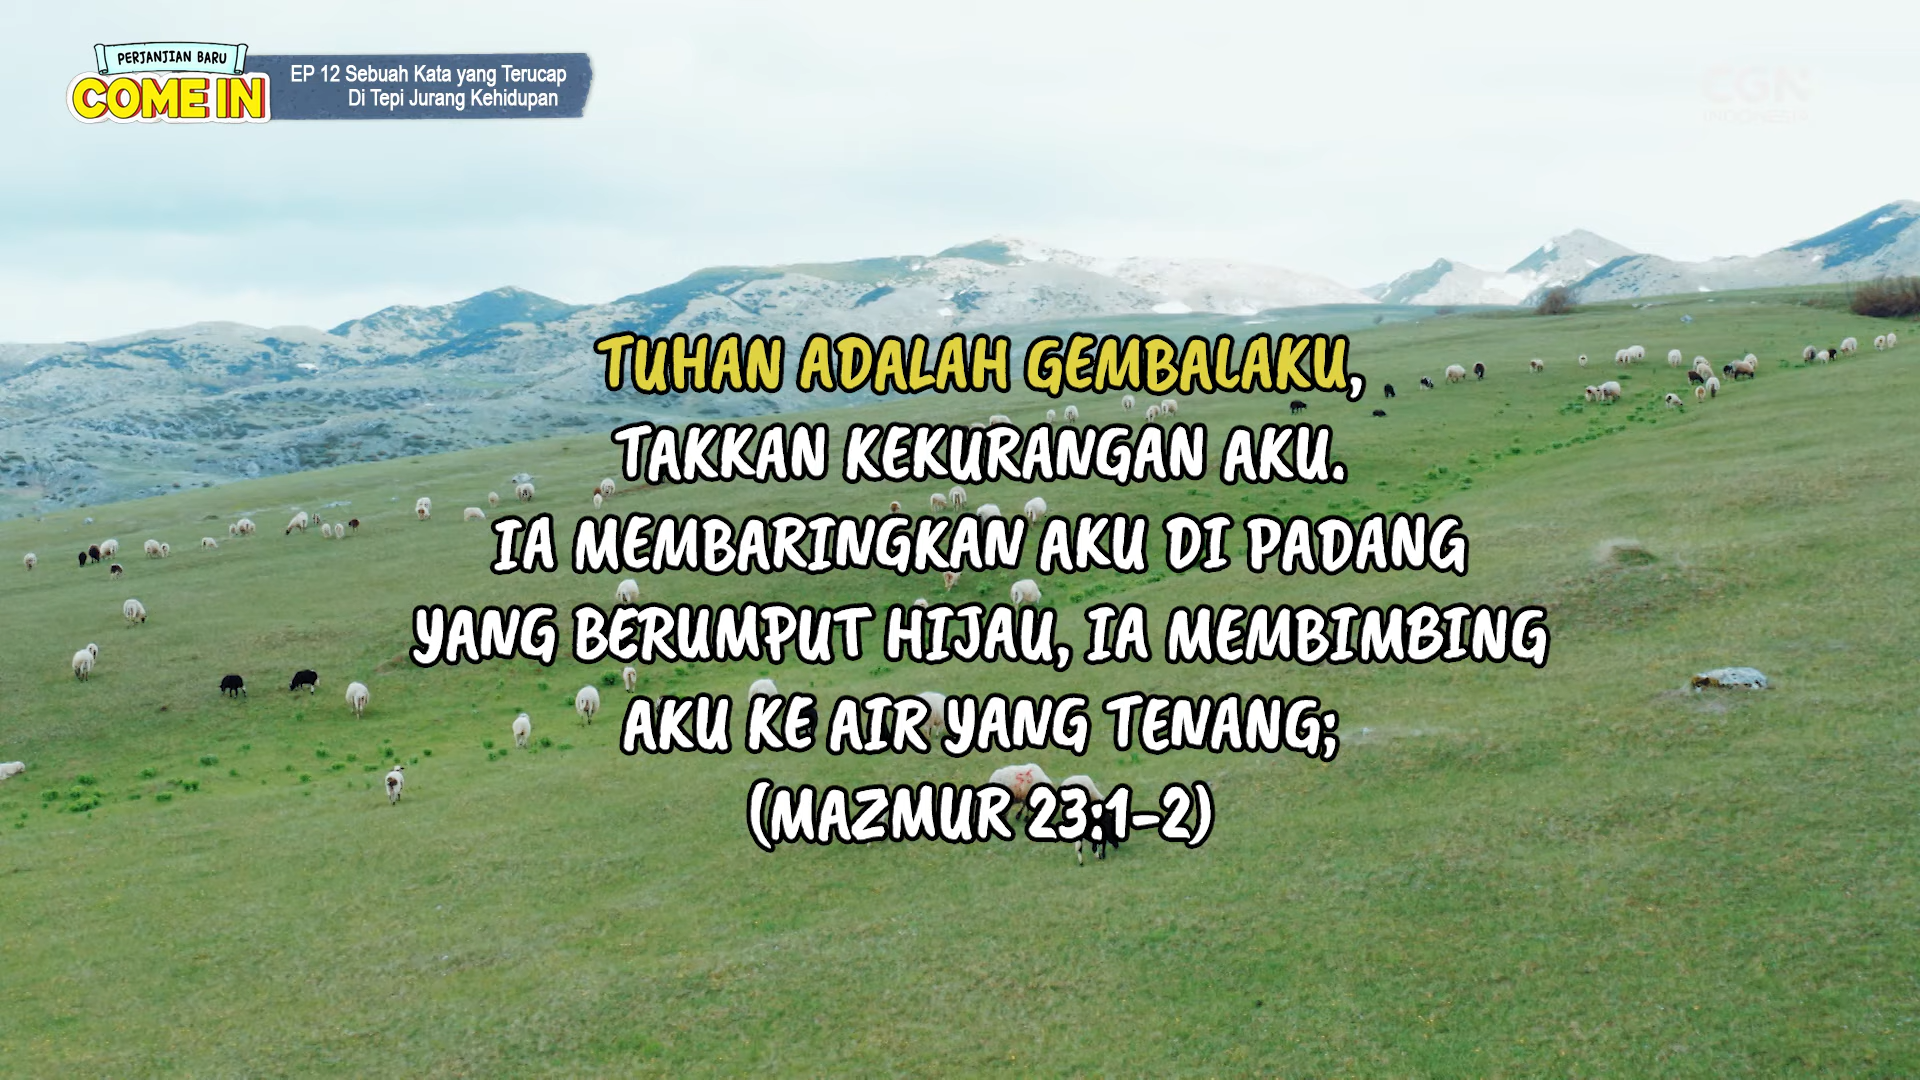 PERJANJIAN BARU
COME IN
EP 12 Sebuah Kata yang Terucap
Di Tepi Jurang Kehidupan
CGN
INDONESIA
TUHAN ADALAH GEMBALAKU,
TAKKAN KEKURANGAN AKU.
IA MEMBARINGKAN AKU DI PADANG
YANG BERUMPUT HIJAU, IA MEMBIMBING
AKU KE AIR YANG TENANG;
(MAZMUR 23:1-2)